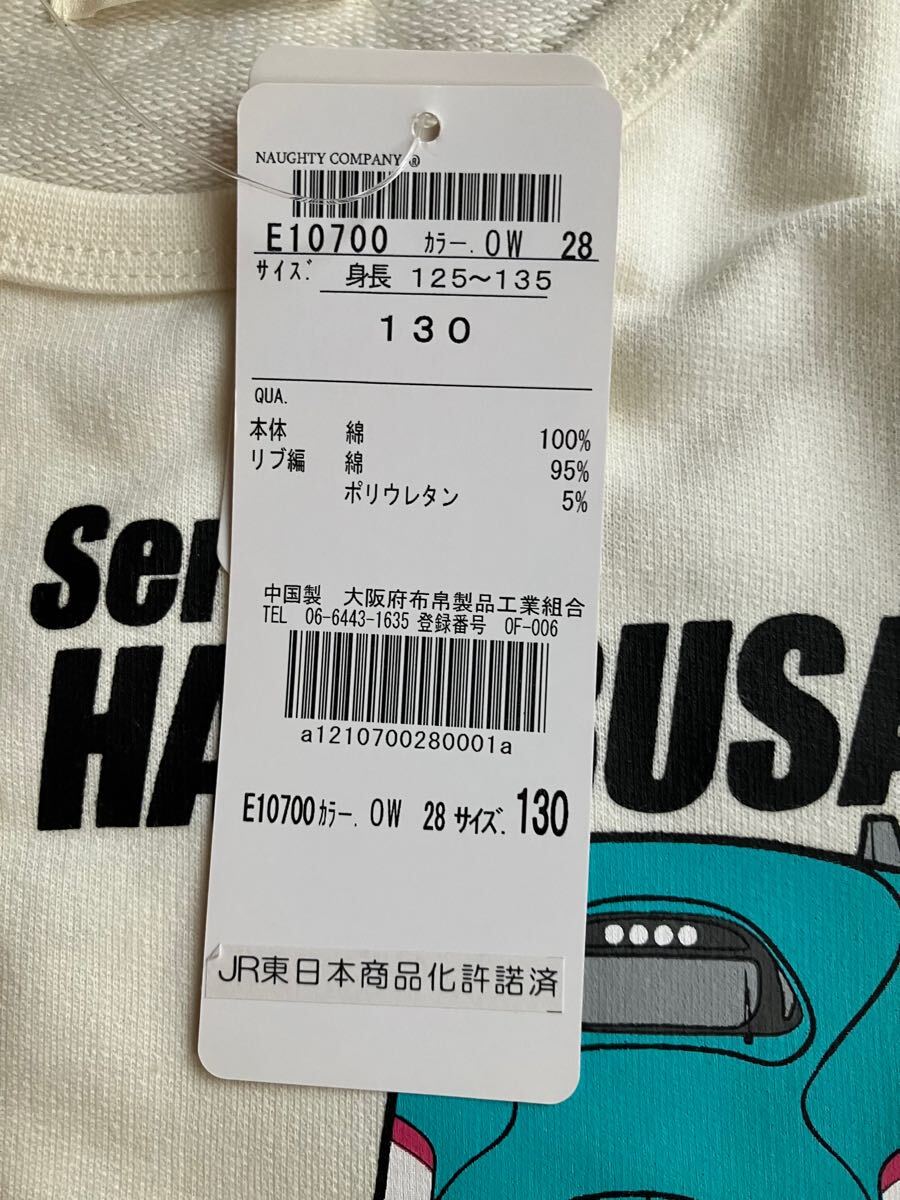 NAUGHTY COMPANY ®
E10700 カラー. OW 28
サイズ. 身長 125~135
130
QUA.
本体 綿 100%
リブ編 綿 95%
ポリウレタン 5%
中国製 大阪府布帛製品工業組合
TEL 06-6443-1635 登録番号 OF-006
a1210700280001a
E10700 カラー. OW 28 サイズ. 130
JR東日本商品化許諾済
Ser
HA USA